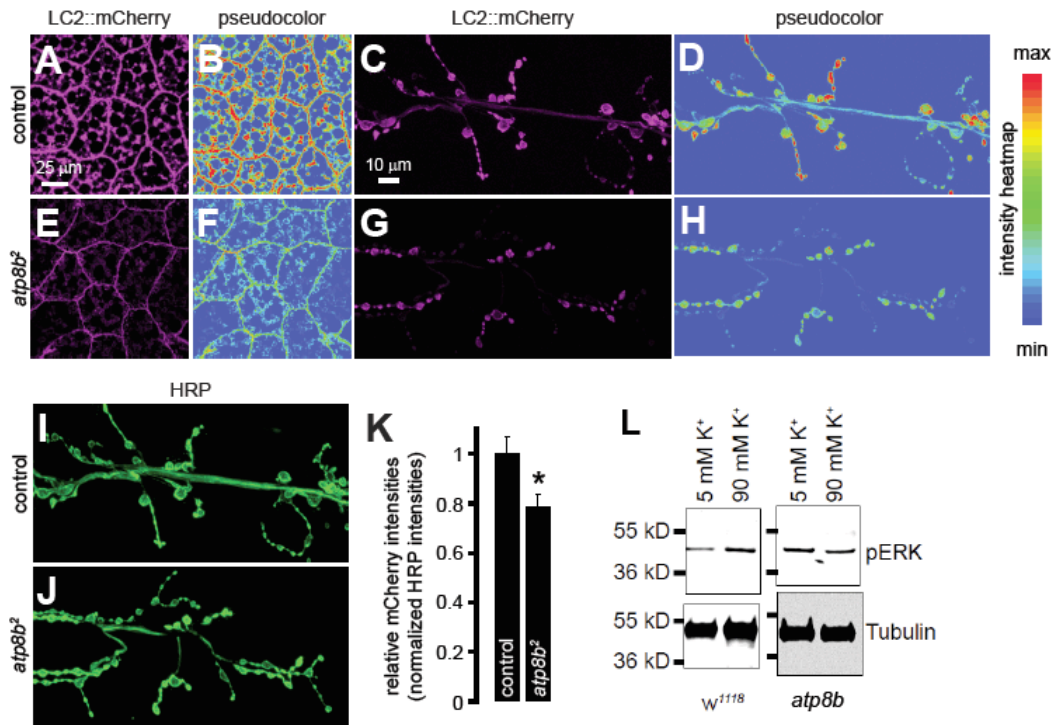 LC2::mCherry pseudocolor LC2::mCherry pseudocolor
control A B C D max
25 μm 10 μm
intensity heatmap
atp8b² E F G H
min
HRP
control I
atp8b² J
K
relative mCherry intensities
(normalized HRP intensities)
1
0.8
0.6
0.4
0.2
0
*
control atp8b²
L
5 mM K⁺ 90 mM K⁺ 5 mM K⁺ 90 mM K⁺
55 kD
36 kD
pERK
55 kD
36 kD
Tubulin
w¹¹¹⁸ atp8b